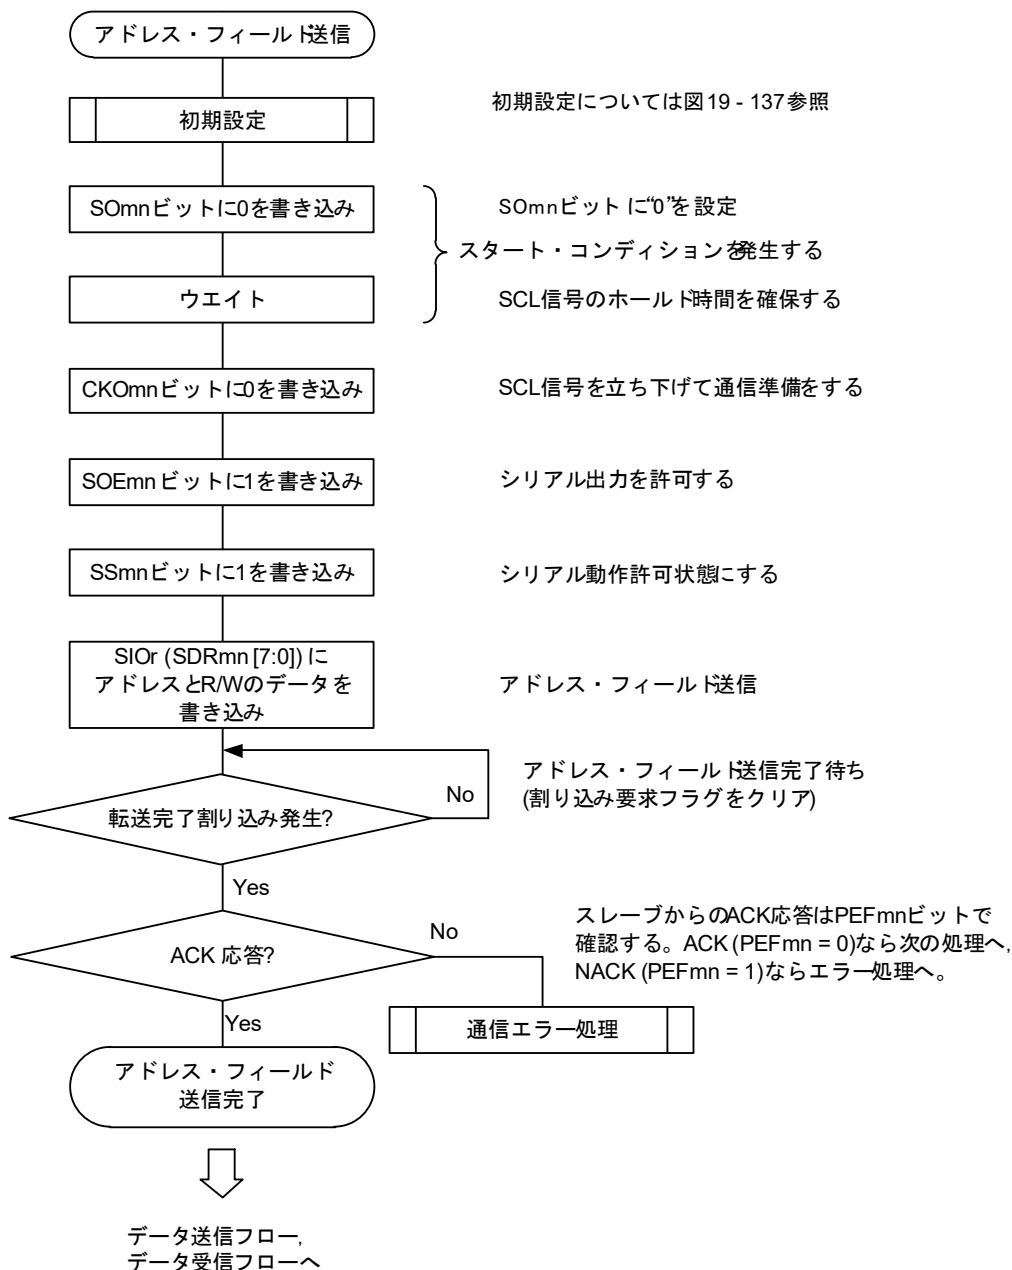 アドレス・フィールド送信
初期設定
初期設定については図19 - 137参照
SOmnビットに0を書き込み
SOmnビットに“0”を設定
スタート・コンディションを発生する
ウエイト
SCL信号のホールド時間を確保する
CKOmnビットに0を書き込み
SCL信号を立ち下げて通信準備をする
SOEmnビットに1を書き込み
シリアル出力を許可する
SSmnビットに1を書き込み
シリアル動作許可状態にする
SIOr (SDRmn [7:0]) に
アドレスとR/Wのデータを
書き込み
アドレス・フィールド送信
アドレス・フィールド送信完了待ち
(割り込み要求フラグをクリア)
No
転送完了割り込み発生?
Yes
スレーブからのACK応答はPEFmnビットで
確認する。ACK (PEFmn = 0)なら次の処理へ,
NACK (PEFmn = 1)ならエラー処理へ。
No
ACK 応答?
Yes
通信エラー処理
アドレス・フィールド
送信完了
データ送信フロー,
データ受信フローへ